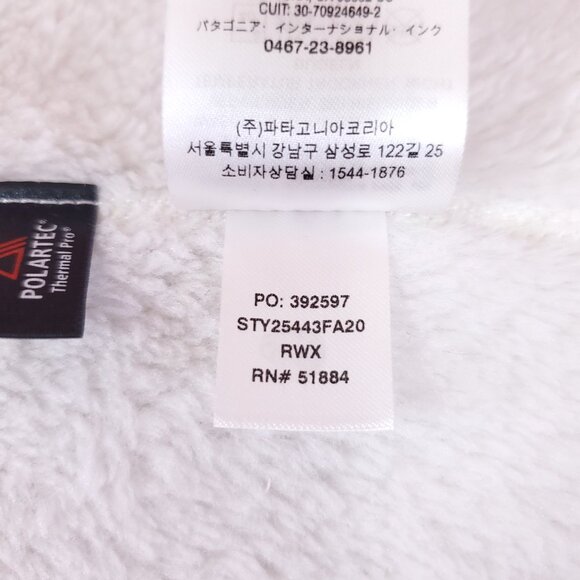 CUIT: 30-70924649-2
パタゴニア・インターナショナル・インク
0467-23-8961
(주)파타고니아코리아
서울특별시 강남구 삼성로 122길 25
소비자상담실 : 1544-1876
POLARTEC®
Thermal Pro®
PO: 392597
STY25443FA20
RWX
RN# 51884